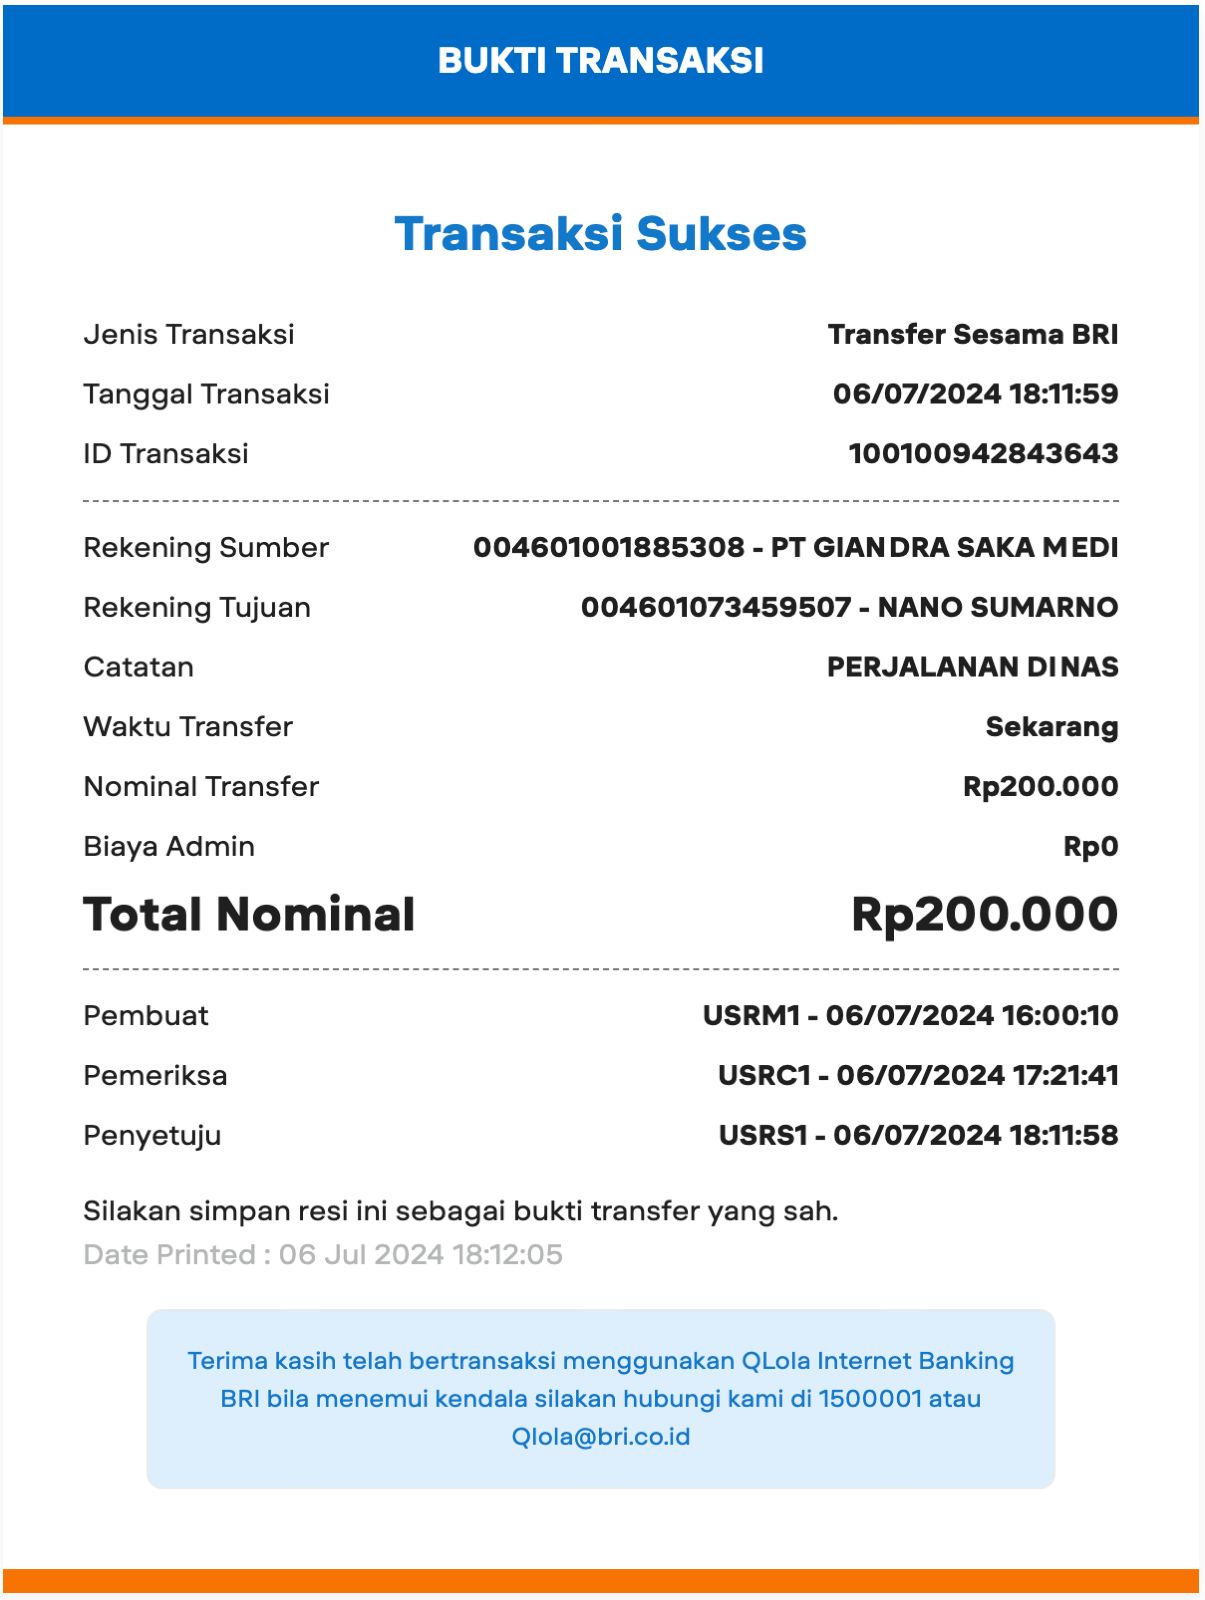 BUKTI TRANSAKSI
Transaksi Sukses
Jenis Transaksi Transfer Sesama BRI
Tanggal Transaksi 06/07/2024 18:11:59
ID Transaksi 100100942843643
Rekening Sumber 004601001885308 - PT GIANDRA SAKA MEDI
Rekening Tujuan 004601073459507 - NANO SUMARNO
Catatan PERJALANAN DINAS
Waktu Transfer Sekarang
Nominal Transfer Rp200.000
Biaya Admin Rp0
Total Nominal Rp200.000
Pembuat USRM1 - 06/07/2024 16:00:10
Pemeriksa USRC1 - 06/07/2024 17:21:41
Penyetuju USRS1 - 06/07/2024 18:11:58
Silakan simpan resi ini sebagai bukti transfer yang sah.
Date Printed : 06 Jul 2024 18:12:05
Terima kasih telah bertransaksi menggunakan QLola Internet Banking
BRI bila menemui kendala silakan hubungi kami di 1500001 atau
Qlola@bri.co.id